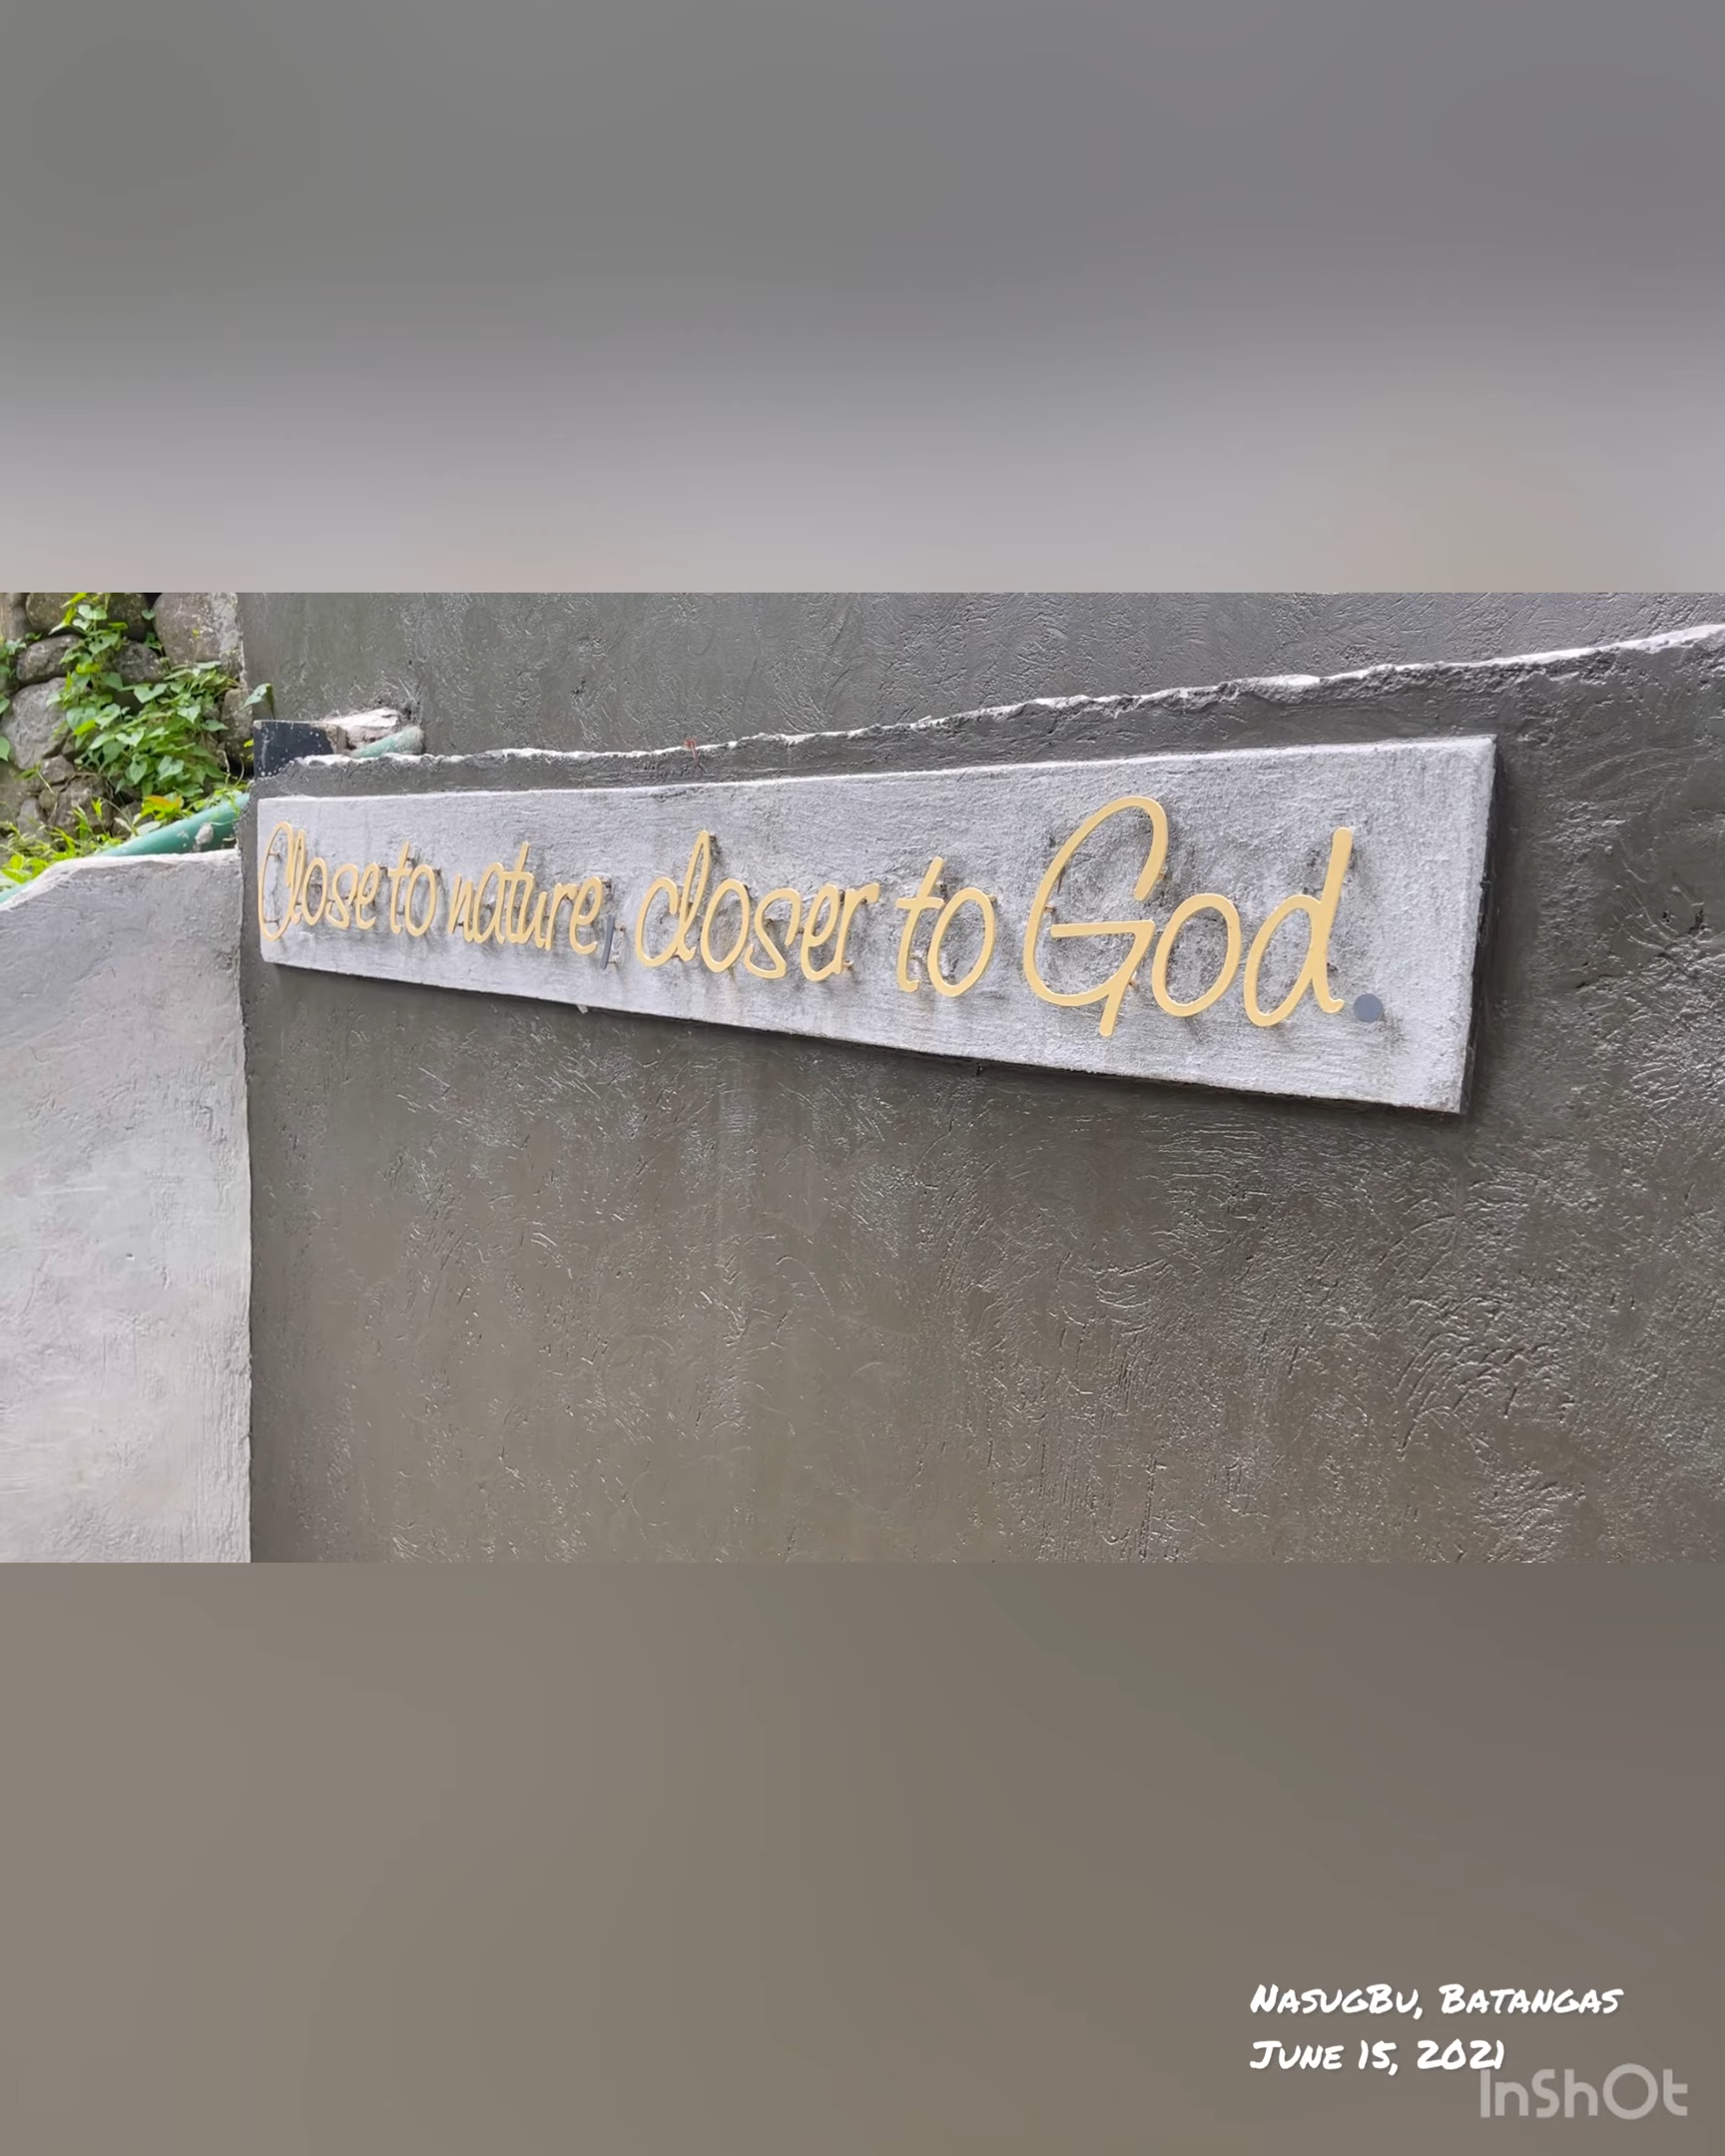 Close to nature, closer to God.
NasugBu, Batangas
June 15, 2021
InShOt